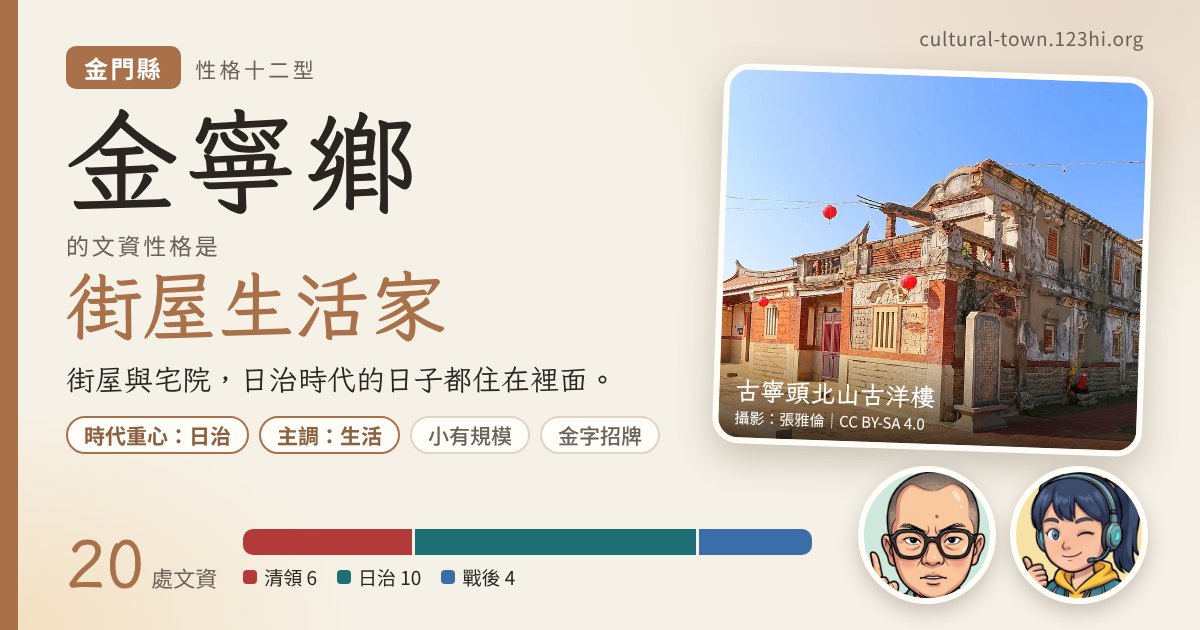 cultural-town.123hi.org
金門縣 性格十二型
金寧鄉
的文資性格是
街屋生活家
街屋與宅院，日治時代的日子都住在裡面。
時代重心：日治 主調：生活 小有規模 金字招牌
古寧頭北山古洋樓
攝影：張雅倫｜CC BY-SA 4.0
20 處文資
清領 6 日治 10 戰後 4